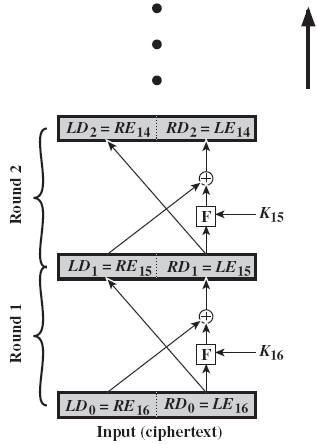 LD₂ = RE₁₄ RD₂ = LE₁₄
Round 2
⊕
F K₁₅
LD₁ = RE₁₅ RD₁ = LE₁₅
Round 1
⊕
F K₁₆
LD₀ = RE₁₆ RD₀ = LE₁₆
Input (ciphertext)